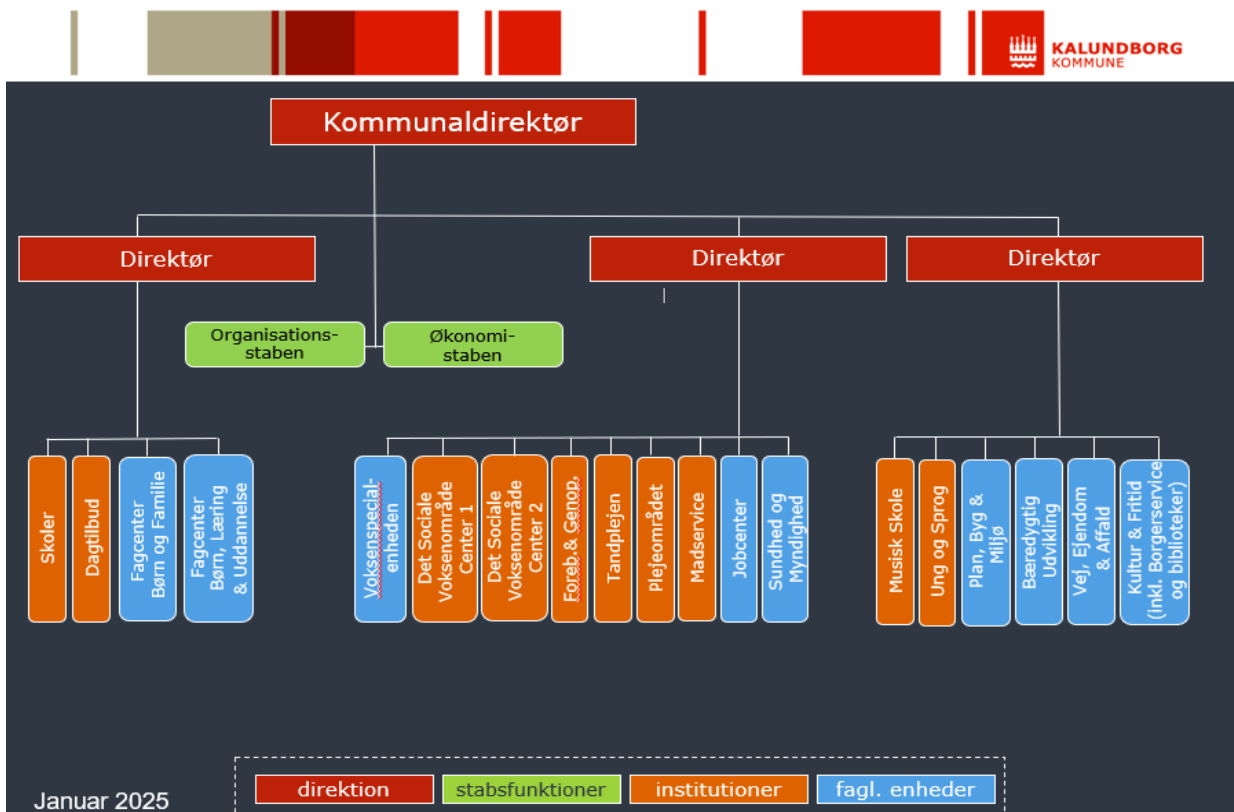 KALUNDBORG
KOMMUNE
Kommunaldirektør
Direktør
Direktør
Direktør
Organisations-
staben
Økonomi-
staben
Skoler
Dagtilbud
Fagcenter
Børn og Familie
Fagcenter
Børn, Læring
& Uddannelse
Voksenspecial-
enheden
Det Sociale
Voksenområde
Center 1
Det Sociale
Voksenområde
Center 2
Foreb.& Genop.
Tandplejen
Plejeområdet
Madservice
Jobcenter
Sundhed og
Myndighed
Musisk Skole
Ung og Sprog
Plan, Byg &
Miljø
Bæredygtig
Udvikling
Vej, Ejendom
& Affald
Kultur & Fritid
(inkl. Borgerservice
og biblioteker)
direktion
stabsfunktioner
institutioner
fagl. enheder
Januar 2025